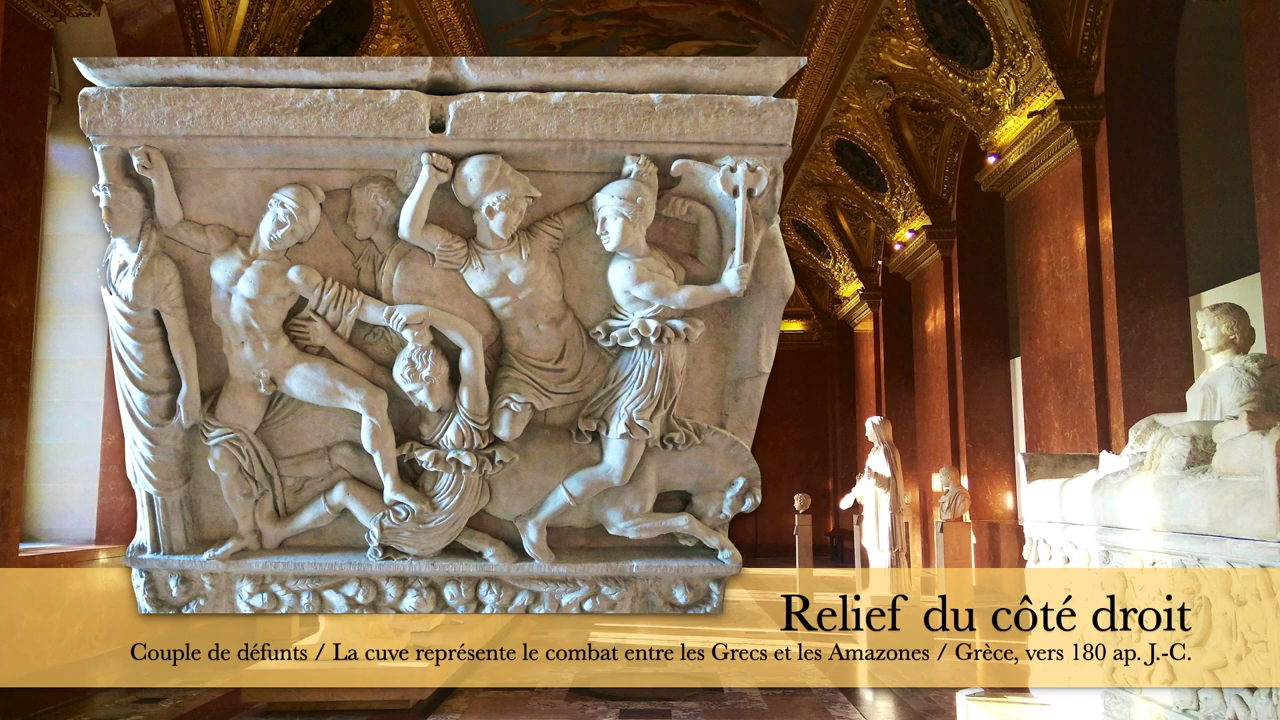 Relief du côté droit
Couple de défunts / La cuve représente le combat entre les Grecs et les Amazones / Grèce, vers 180 ap. J.-C.